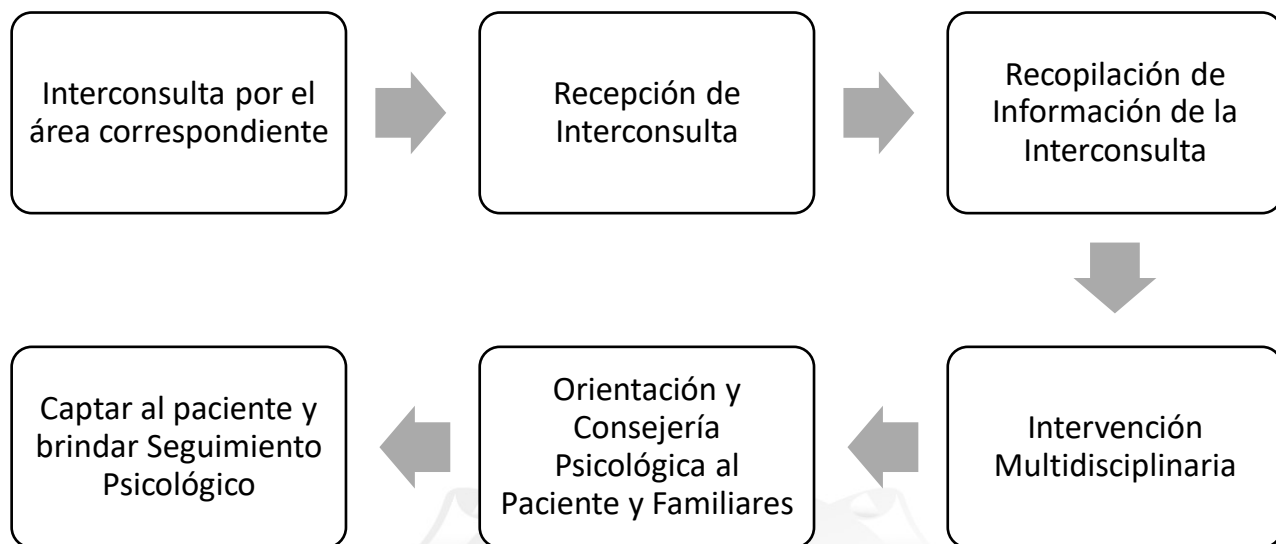 Interconsulta por el
área correspondiente
Recepción de
Interconsulta
Recopilación de
Información de la
Interconsulta
Intervención
Multidisciplinaria
Orientación y
Consejería
Psicológica al
Paciente y Familiares
Captar al paciente y
brindar Seguimiento
Psicológico